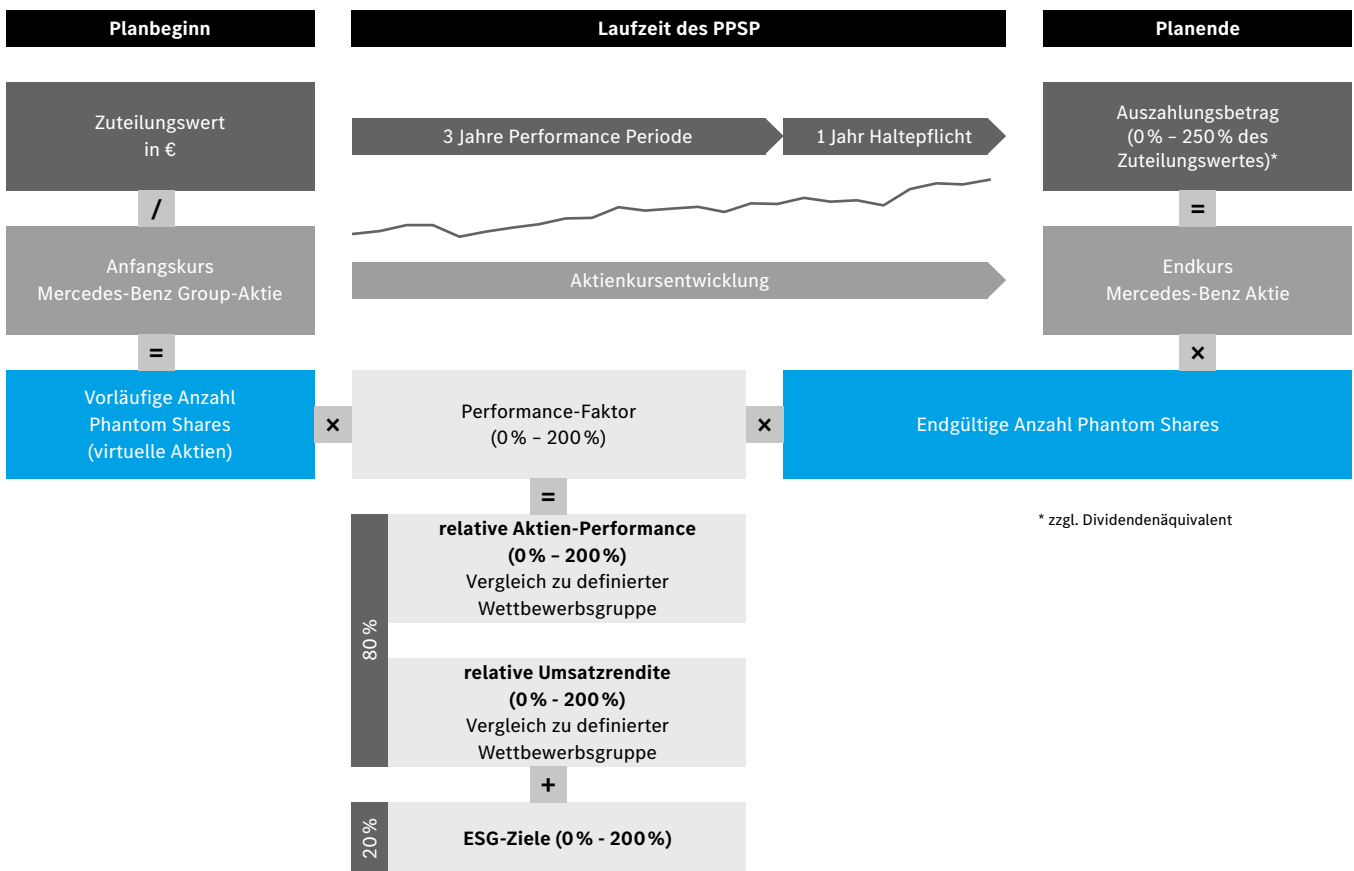 Planbeginn
Laufzeit des PPSP
Planende
Zuteilungswert
in €
/
Anfangskurs
Mercedes-Benz Group-Aktie
=
Vorläufige Anzahl
Phantom Shares
(virtuelle Aktien)
×
3 Jahre Performance Periode
1 Jahr Haltepflicht
Aktienkursentwicklung
Performance-Faktor
(0 % – 200 %)
=
80 %
relative Aktien-Performance
(0 % – 200 %)
Vergleich zu definierter
Wettbewerbsgruppe
relative Umsatzrendite
(0 % - 200 %)
Vergleich zu definierter
Wettbewerbsgruppe
+
20 %
ESG-Ziele (0 % - 200 %)
×
Auszahlungsbetrag
(0 % – 250 % des
Zuteilungswertes)*
=
Endkurs
Mercedes-Benz Aktie
×
Endgültige Anzahl Phantom Shares
* zzgl. Dividendenäquivalent